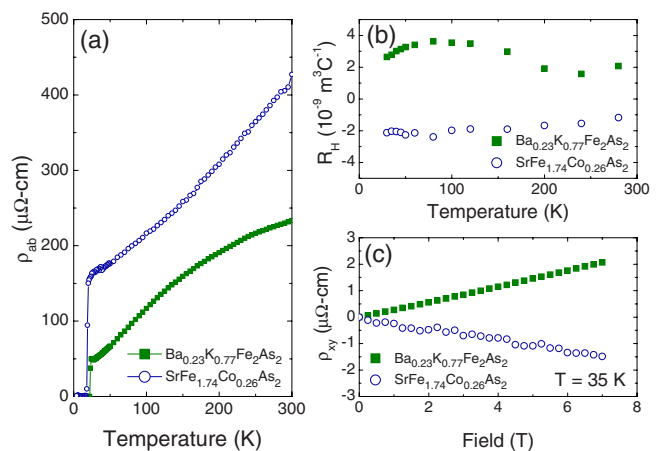 (a)
500
400
300
200
100
0
ρab (μΩ-cm)
0 100 200 300
Temperature (K)
Ba0.23K0.77Fe2As2
SrFe1.74Co0.26As2
(b)
6
4
2
0
-2
-4
RH (10-9 m3C-1)
Ba0.23K0.77Fe2As2
SrFe1.74Co0.26As2
0 100 200 300
Temperature (K)
(c)
3
2
1
0
-1
-2
-3
ρxy (μΩ-cm)
Ba0.23K0.77Fe2As2
SrFe1.74Co0.26As2
T = 35 K
0 2 4 6 8
Field (T)